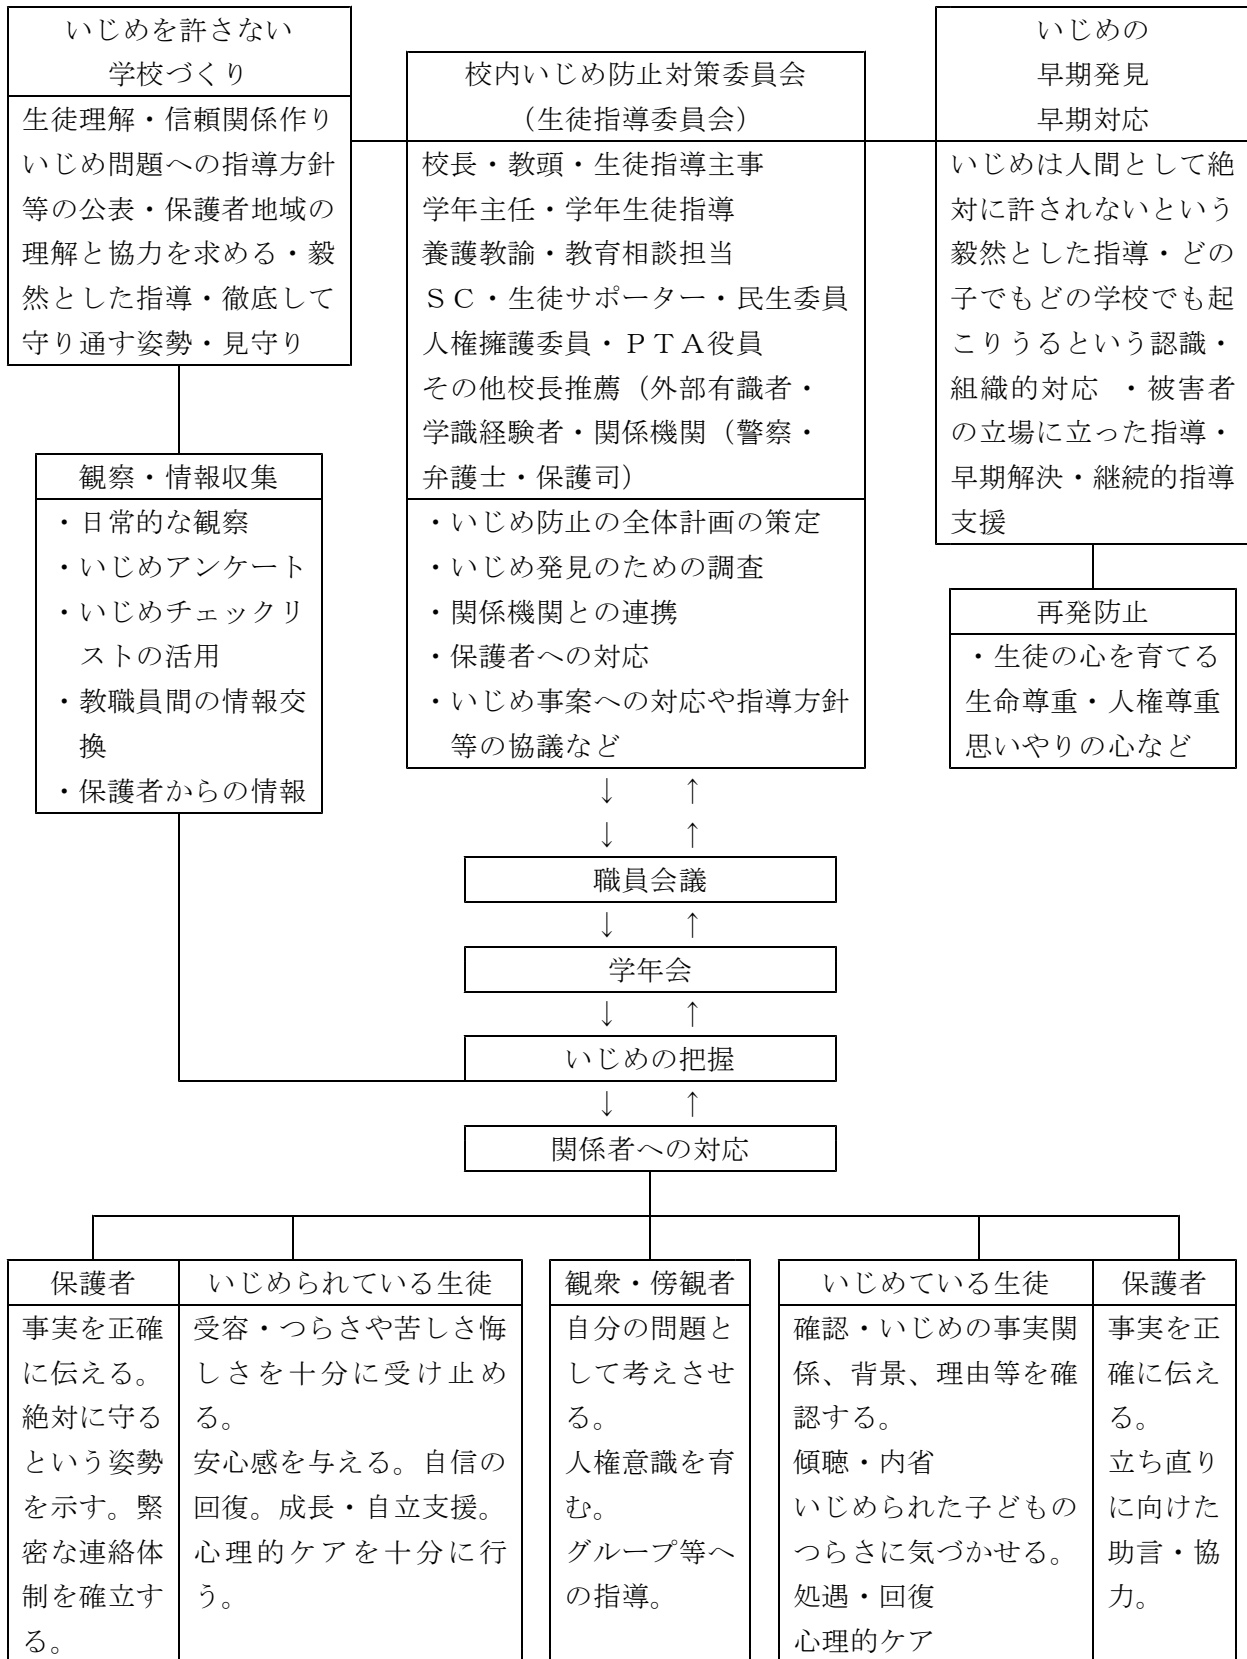 いじめを許さない
学校づくり
生徒理解・信頼関係作り
いじめ問題への指導方針
等の公表・保護者地域の
理解と協力を求める・毅
然とした指導・徹底して
守り通す姿勢・見守り
校内いじめ防止対策委員会
（生徒指導委員会）
校長・教頭・生徒指導主事
学年主任・学年生徒指導
養護教諭・教育相談担当
ＳＣ・生徒サポーター・民生委員
人権擁護委員・ＰＴＡ役員
その他校長推薦（外部有識者・
学識経験者・関係機関（警察・
弁護士・保護司）
・いじめ防止の全体計画の策定
・いじめ発見のための調査
・関係機関との連携
・保護者への対応
・いじめ事案への対応や指導方針
等の協議など
いじめの
早期発見
早期対応
いじめは人間として絶
対に許されないという
毅然とした指導・どの
子でもどの学校でも起
こりうるという認識・
組織的対応 ・被害者
の立場に立った指導・
早期解決・継続的指導
支援
観察・情報収集
・日常的な観察
・いじめアンケート
・いじめチェックリ
ストの活用
・教職員間の情報交
換
・保護者からの情報
再発防止
・生徒の心を育てる
生命尊重・人権尊重
思いやりの心など
↓ ↑
↓ ↑
職員会議
↓ ↑
学年会
↓ ↑
いじめの把握
↓ ↑
関係者への対応
保護者
事実を正確
に伝える。
絶対に守る
という姿勢
を示す。緊
密な連絡体
制を確立す
る。
いじめられている生徒
受容・つらさや苦しさ悔
しさを十分に受け止め
る。
安心感を与える。自信の
回復。成長・自立支援。
心理的ケアを十分に行
う。
観衆・傍観者
自分の問題と
して考えさせ
る。
人権意識を育
む。
グループ等へ
の指導。
いじめている生徒
確認・いじめの事実関
係、背景、理由等を確
認する。
傾聴・内省
いじめられた子どもの
つらさに気づかせる。
処遇・回復
心理的ケア
保護者
事実を正
確に伝え
る。
立ち直り
に向けた
助言・協
力。